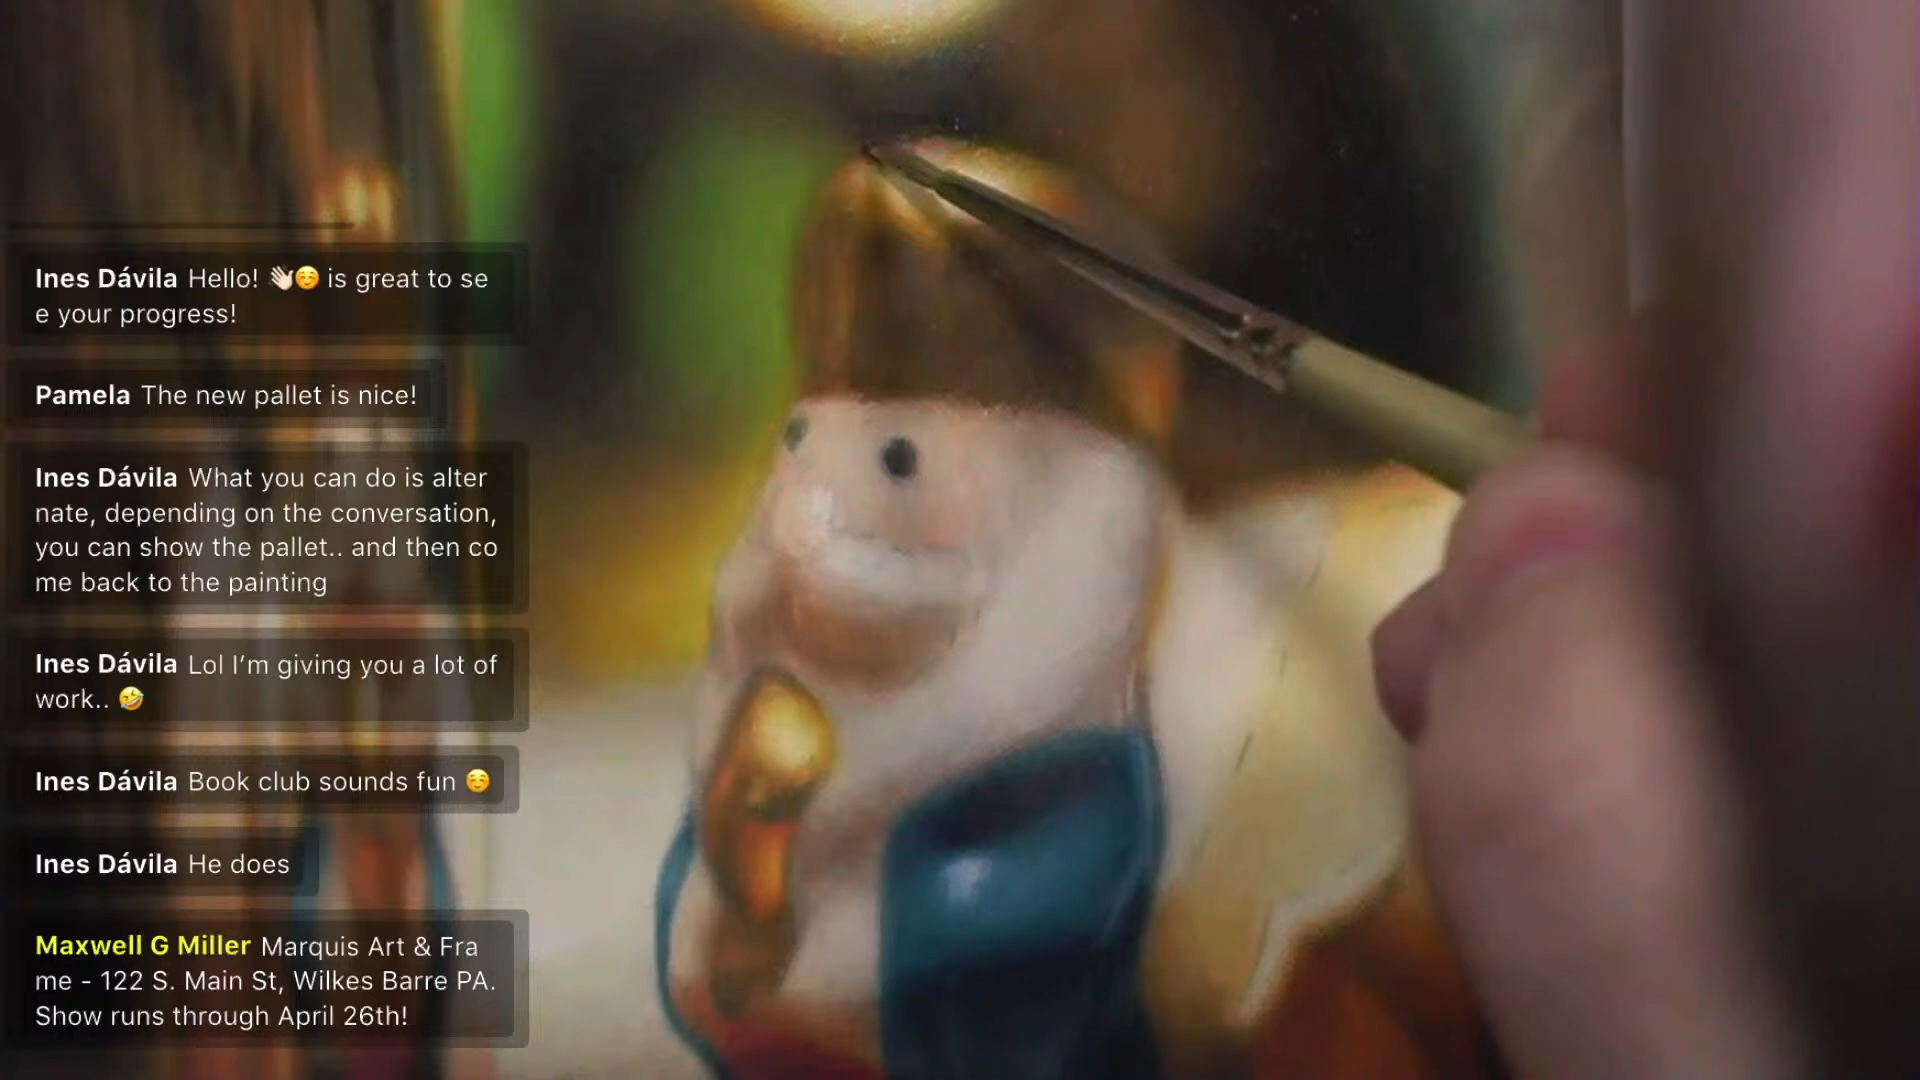 Ines Dávila Hello! 👋🏻☺️ is great to se
e your progress!
Pamela The new pallet is nice!
Ines Dávila What you can do is alter
nate, depending on the conversation,
you can show the pallet.. and then co
me back to the painting
Ines Dávila Lol I’m giving you a lot of
work.. 🤣
Ines Dávila Book club sounds fun ☺️
Ines Dávila He does
Maxwell G Miller Marquis Art & Fra
me - 122 S. Main St, Wilkes Barre PA.
Show runs through April 26th!